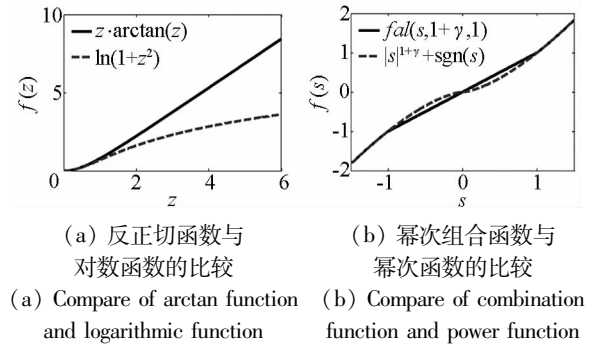 10
5
0
0
2
4
6
f(z)
z
z·arctan(z)
ln(1+z²)
2
1
0
-1
-2
-1
0
1
f(s)
s
fal(s,1+γ,1)
|s|¹⁺ᵞ+sgn(s)
(a) 反正切函数与
对数函数的比较
(a) Compare of arctan function
and logarithmic function
(b) 幂次组合函数与
幂次函数的比较
(b) Compare of combination
function and power function